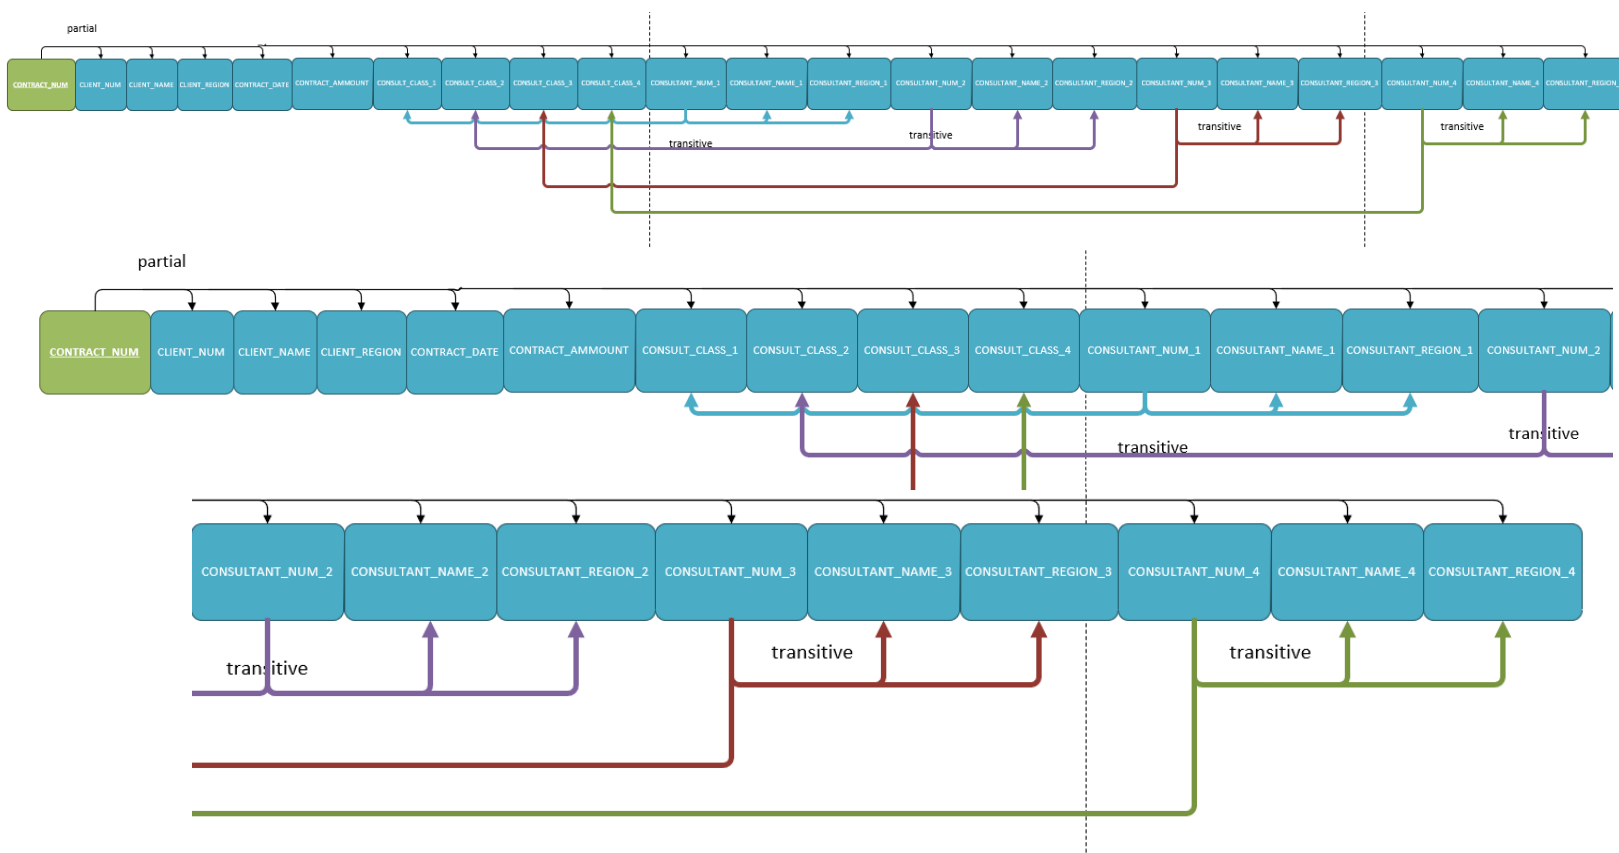 partial
CONTRACT_NUM CLIENT_NUM CLIENT_NAME CLIENT_REGION CONTRACT_DATE CONTRACT_AMMOUNT CONSULT_CLASS_1 CONSULT_CLASS_2 CONSULT_CLASS_3 CONSULT_CLASS_4 CONSULTANT_NUM_1 CONSULTANT_NAME_1 CONSULTANT_REGION_1 CONSULTANT_NUM_2 CONSULTANT_NAME_2 CONSULTANT_REGION_2 CONSULTANT_NUM_3 CONSULTANT_NAME_3 CONSULTANT_REGION_3 CONSULTANT_NUM_4 CONSULTANT_NAME_4 CONSULTANT_REGION_
transitive transitive transitive transitive
partial
CONTRACT_NUM CLIENT_NUM CLIENT_NAME CLIENT_REGION CONTRACT_DATE CONTRACT_AMMOUNT CONSULT_CLASS_1 CONSULT_CLASS_2 CONSULT_CLASS_3 CONSULT_CLASS_4 CONSULTANT_NUM_1 CONSULTANT_NAME_1 CONSULTANT_REGION_1 CONSULTANT_NUM_2
transitive transitive
CONSULTANT_NUM_2 CONSULTANT_NAME_2 CONSULTANT_REGION_2 CONSULTANT_NUM_3 CONSULTANT_NAME_3 CONSULTANT_REGION_3 CONSULTANT_NUM_4 CONSULTANT_NAME_4 CONSULTANT_REGION_4
transitive transitive transitive